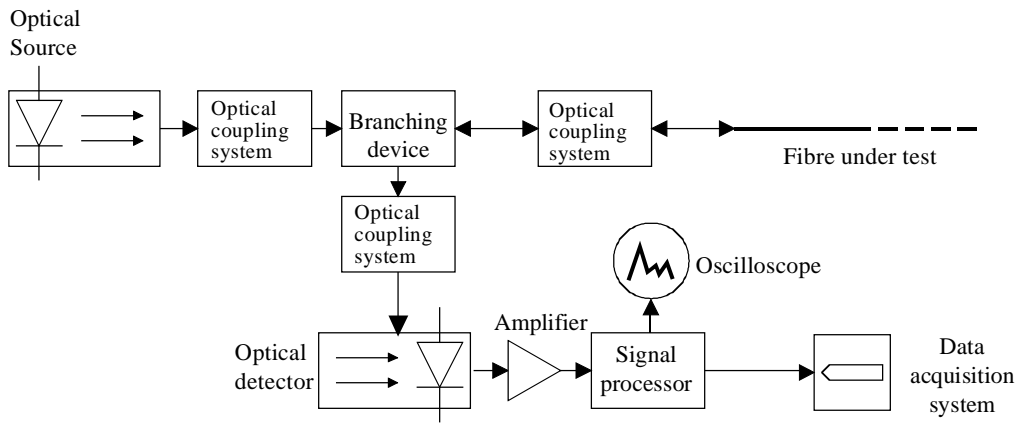 Optical
Source
Optical
coupling
system
Branching
device
Optical
coupling
system
Fibre under test
Optical
coupling
system
Oscilloscope
Optical
detector
Amplifier
Signal
processor
Data
acquisition
system